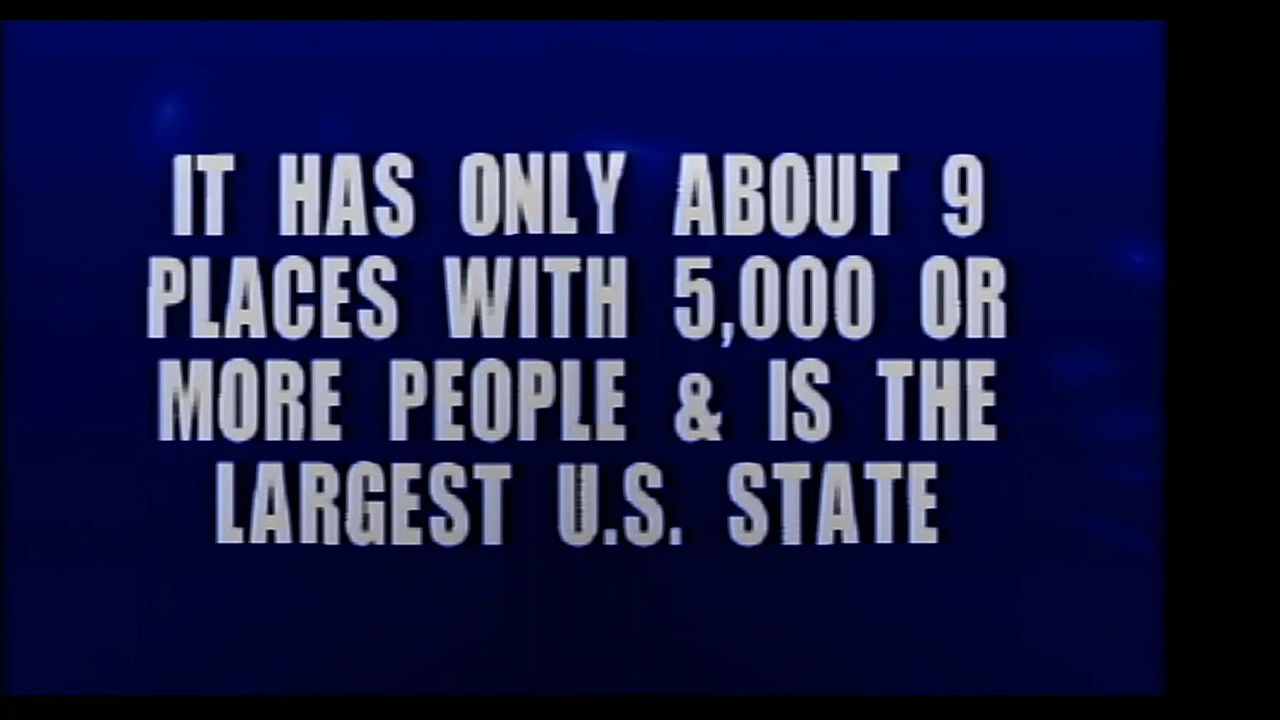 IT HAS ONLY ABOUT 9
PLACES WITH 5,000 OR
MORE PEOPLE & IS THE
LARGEST U.S. STATE